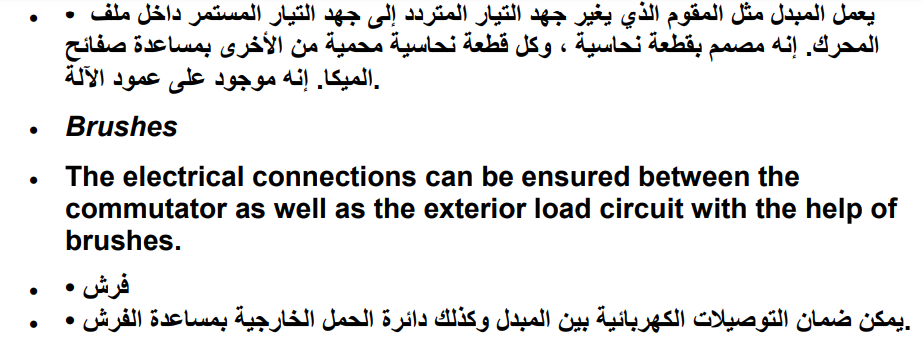 • • يعمل المبدل مثل المقوم الذي يغير جهد التيار المتردد إلى جهد التيار المستمر داخل ملف
المحرك. إنه مصمم بقطعة نحاسية ، وكل قطعة نحاسية محمية من الأخرى بمساعدة صفائح
الميكا. إنه موجود على عمود الآلة.
• Brushes
• The electrical connections can be ensured between the
commutator as well as the exterior load circuit with the help of
brushes.
• • فرش
• • يمكن ضمان التوصيلات الكهربائية بين المبدل وكذلك دائرة الحمل الخارجية بمساعدة الفرش.